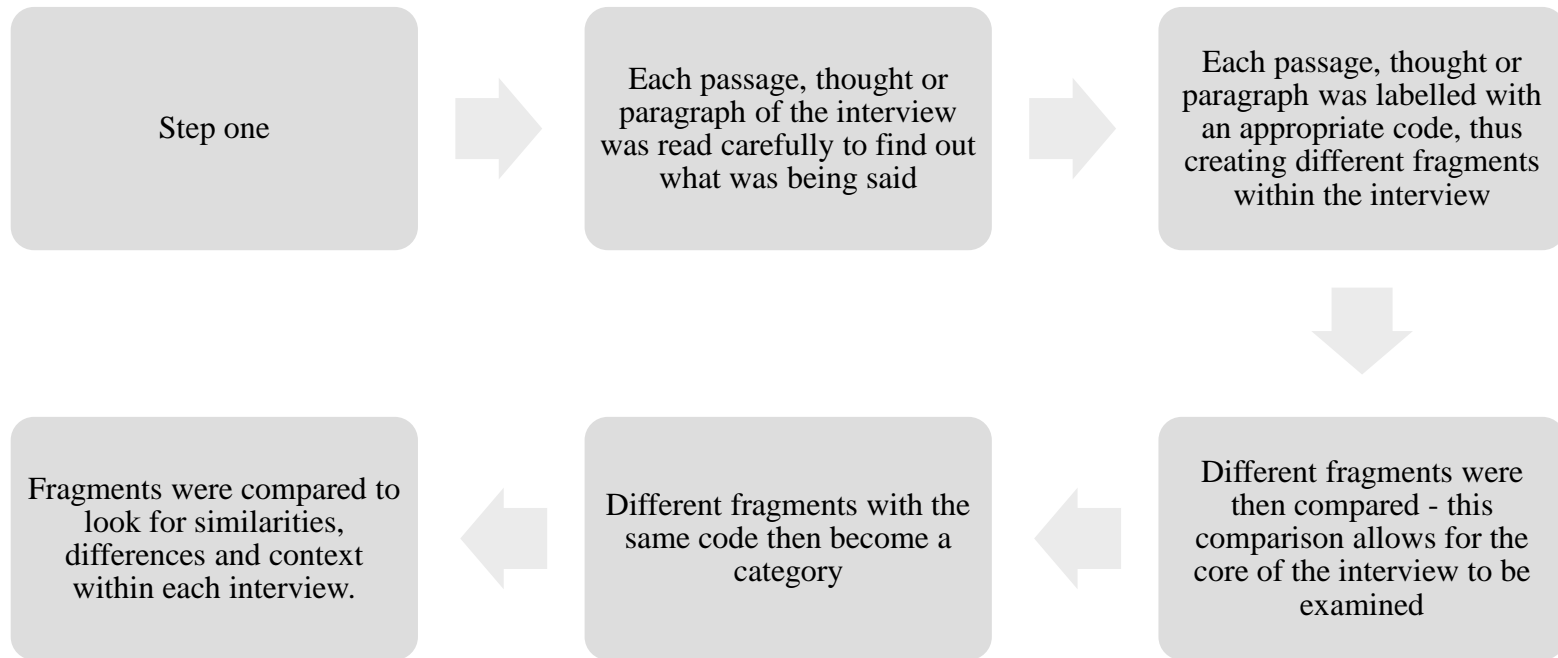 Step one
Each passage, thought or
paragraph of the interview
was read carefully to find out
what was being said
Each passage, thought or
paragraph was labelled with
an appropriate code, thus
creating different fragments
within the interview
Different fragments were
then compared - this
comparison allows for the
core of the interview to be
examined
Different fragments with the
same code then become a
category
Fragments were compared to
look for similarities,
differences and context
within each interview.